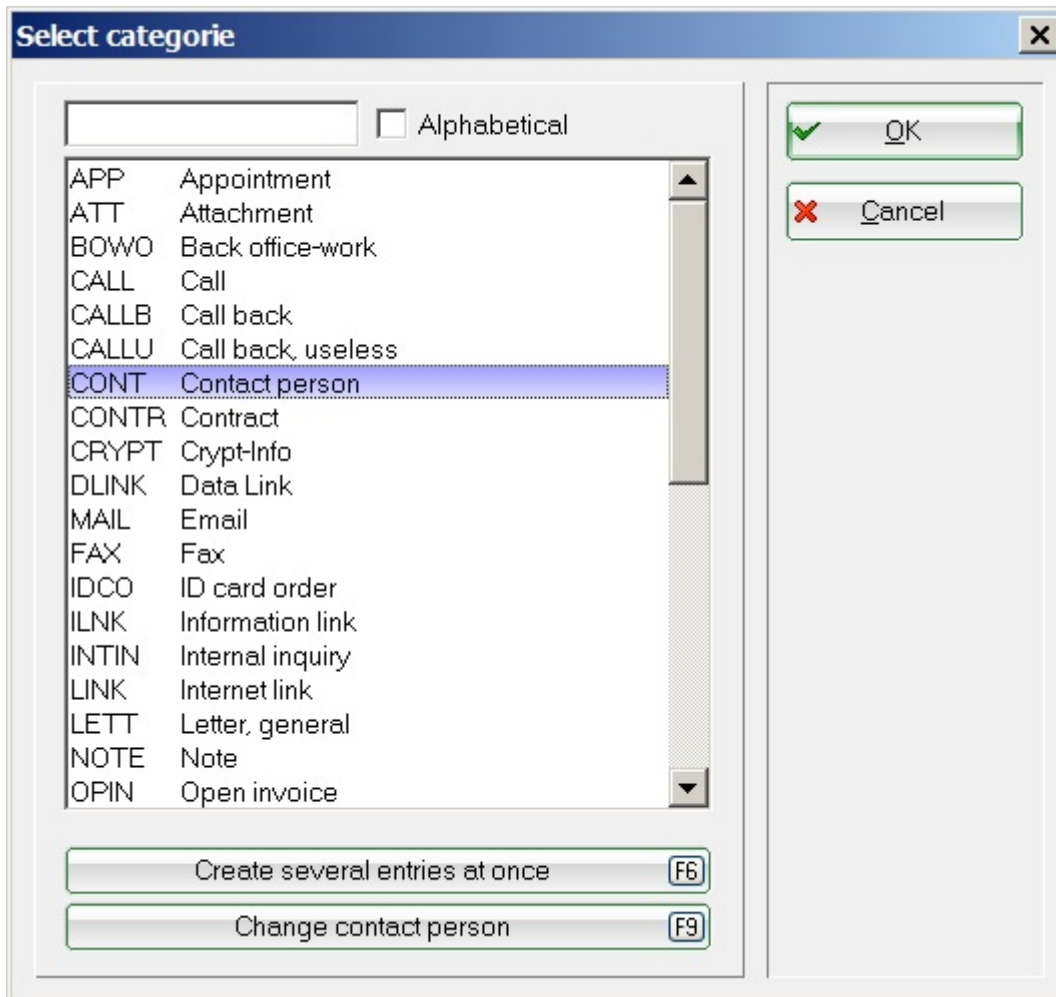 Select categorie
Alphabetical
APP Appointment
ATT Attachment
BOWO Back office-work
CALL Call
CALLB Call back
CALLU Call back, useless
CONT Contact person
CONTR Contract
CRYPT Crypt-Info
DLINK Data Link
MAIL Email
FAX Fax
IDCO ID card order
ILNK Information link
INTIN Internal inquiry
LINK Internet link
LETT Letter, general
NOTE Note
OPIN Open invoice
Create several entries at once F6
Change contact person F9
OK
Cancel